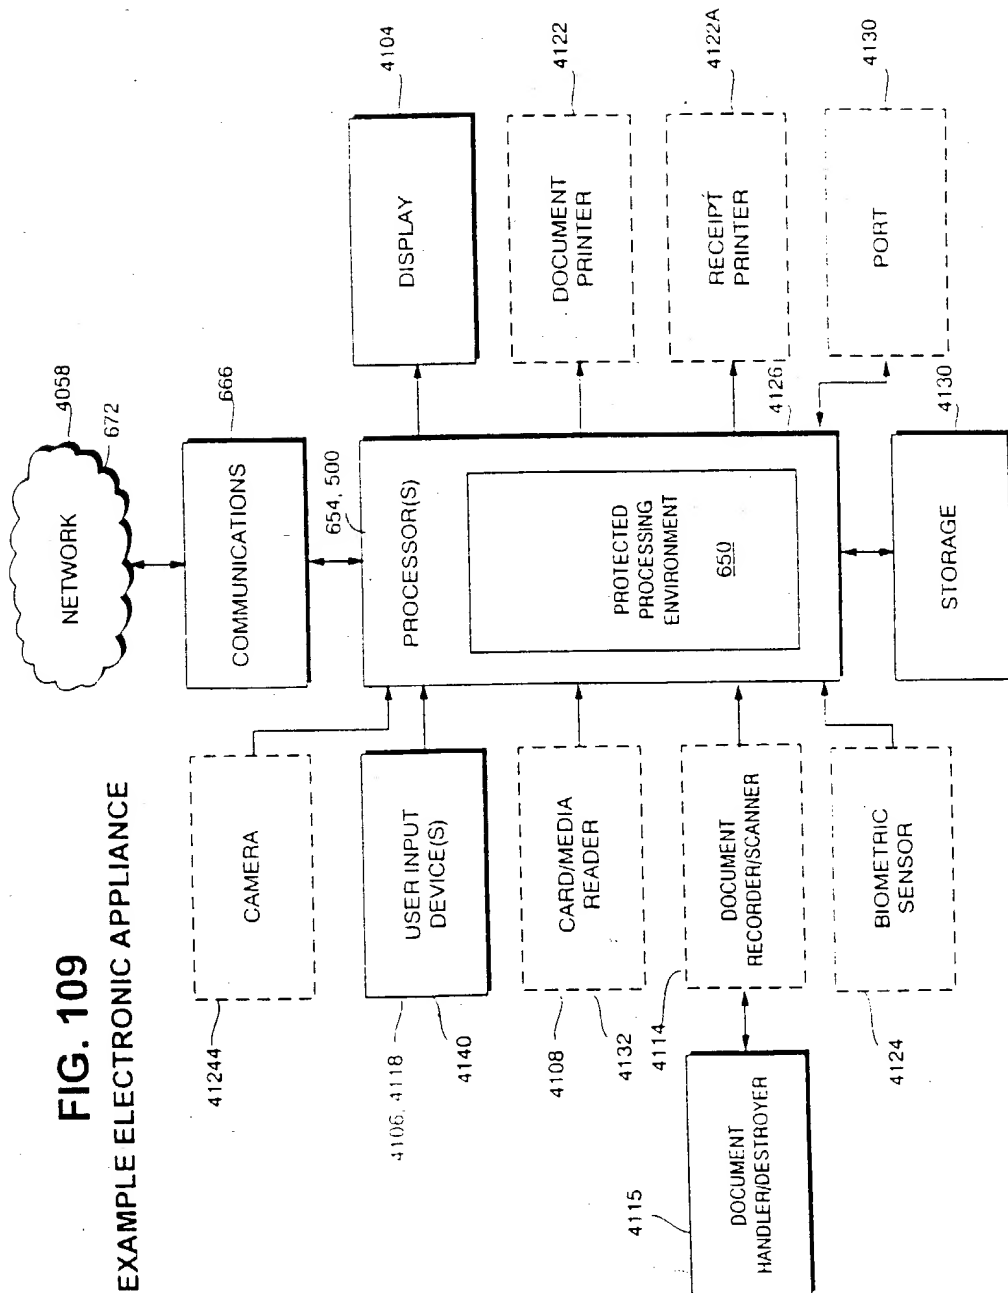 FIG. 109
EXAMPLE ELECTRONIC APPLIANCE
NETWORK
4058
672
COMMUNICATIONS
666
654, 500
PROCESSOR(S)
PROTECTED
PROCESSING
ENVIRONMENT
650
4126
STORAGE
4130
41244
CAMERA
4106, 4118
4140
USER INPUT
DEVICE(S)
4108
4132
CARD/MEDIA
READER
4114
DOCUMENT
RECORDER/SCANNER
4115
DOCUMENT
HANDLER/DESTROYER
4124
BIOMETRIC
SENSOR
DISPLAY
4104
DOCUMENT
PRINTER
4122
RECEIPT
PRINTER
4122A
PORT
4130